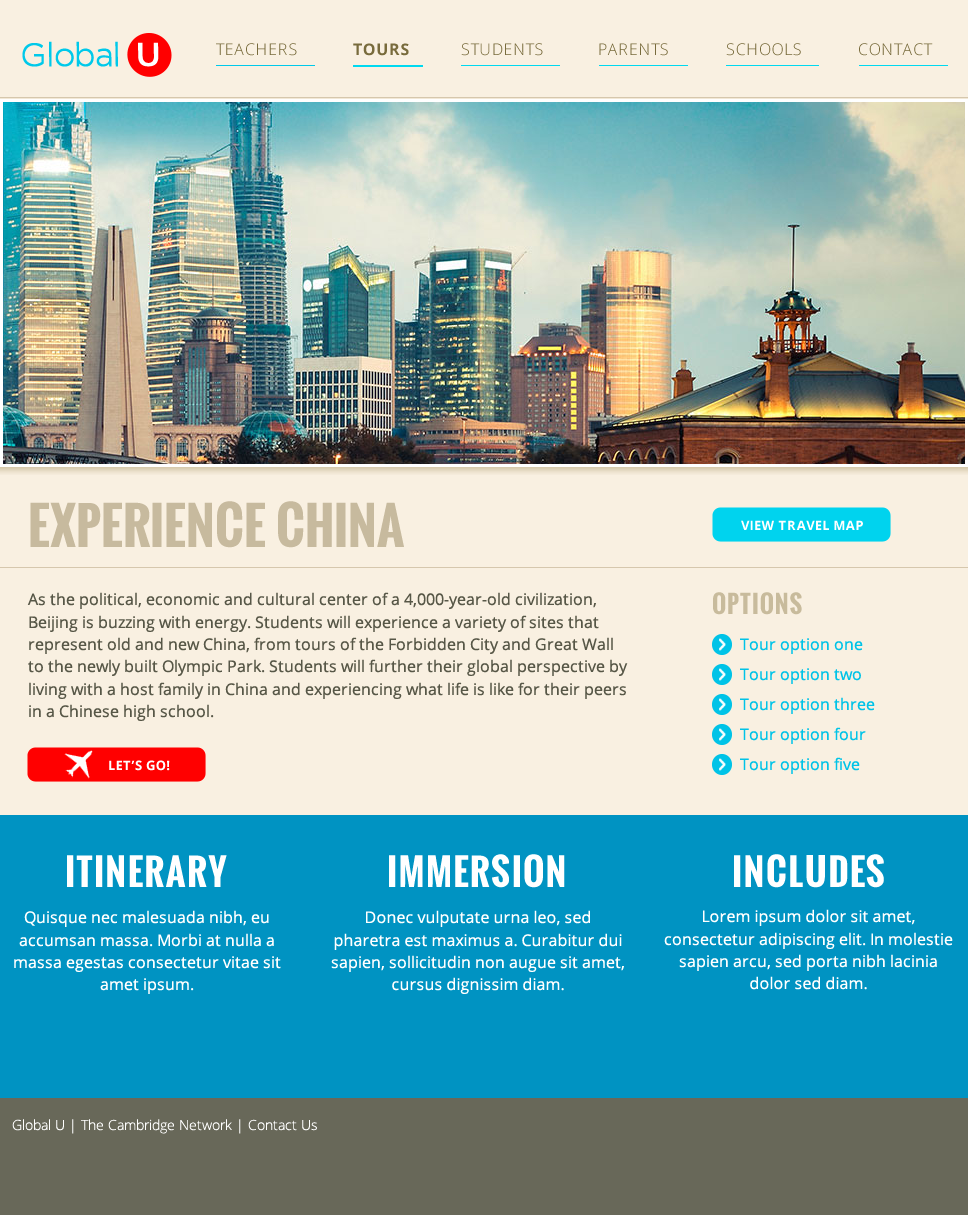 Global U
TEACHERS
TOURS
STUDENTS
PARENTS
SCHOOLS
CONTACT
EXPERIENCE CHINA
VIEW TRAVEL MAP
As the political, economic and cultural center of a 4,000-year-old civilization,
Beijing is buzzing with energy. Students will experience a variety of sites that
represent old and new China, from tours of the Forbidden City and Great Wall
to the newly built Olympic Park. Students will further their global perspective by
living with a host family in China and experiencing what life is like for their peers
in a Chinese high school.
LET'S GO!
OPTIONS
Tour option one
Tour option two
Tour option three
Tour option four
Tour option five
ITINERARY
Quisque nec malesuada nibh, eu
accumsan massa. Morbi at nulla a
massa egestas consectetur vitae sit
amet ipsum.
IMMERSION
Donec vulputate urna leo, sed
pharetra est maximus a. Curabitur dui
sapien, sollicitudin non augue sit amet,
cursus dignissim diam.
INCLUDES
Lorem ipsum dolor sit amet,
consectetur adipiscing elit. In molestie
sapien arcu, sed porta nibh lacinia
dolor sed diam.
Global U | The Cambridge Network | Contact Us